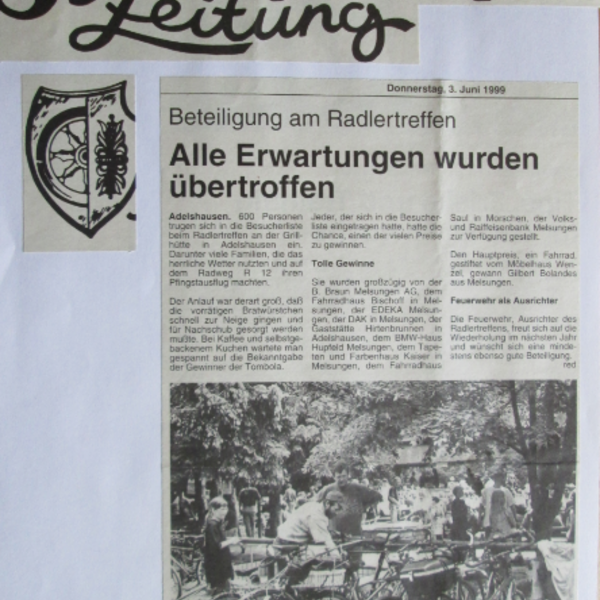 Zeitung
Donnerstag, 3. Juni 1999
Beteiligung am Radlertreffen
Alle Erwartungen wurden
übertroffen
Adelshausen. 600 Personen
trugen sich in die Besucherliste
beim Radlertreffen an der Grill-
hütte in Adelshausen ein.
Darunter viele Familien, die das
herrliche Wetter nutzten und auf
dem Radweg R 12 ihren
Pfingstausflug machten.
Der Anlauf war derart groß, daß
die vorrätigen Bratwürstchen
schnell zur Neige gingen und
für Nachschub gesorgt werden
mußte. Bei Kaffee und selbstge-
backenem Kuchen wartete man
gespannt auf die Bekanntgabe
der Gewinner der Tombola.
Jeder, der sich in die Besucher-
liste eingetragen hatte, hatte die
Chance, einen der vielen Preise
zu gewinnen.
Tolle Gewinne
Sie wurden großzügig von der
B. Braun Melsungen AG, dem
Fahrradhaus Bischoff in Mel-
sungen, der EDEKA Melsun-
gen, der DAK in Melsungen, der
Gaststätte Hirtenbrunnen in
Adelshausen, dem BMW-Haus
Hupfeld Melsungen, dem Tape-
ten und Farbenhaus Kaiser in
Melsungen, dem Fahrradhaus
Saul in Morschen, der Volks-
und Raiffeisenbank Melsungen
zur Verfügung gestellt.
Den Hauptpreis, ein Fahrrad,
gestiftet vom Möbelhaus Wen-
zel, gewann Gilbert Bolandes
aus Melsungen.
Feuerwehr als Ausrichter
Die Feuerwehr, Ausrichter des
Radlertreffens, freut sich auf die
Wiederholung im nächsten Jahr
und wünscht sich eine minde-
stens ebenso gute Beteiligung.
red